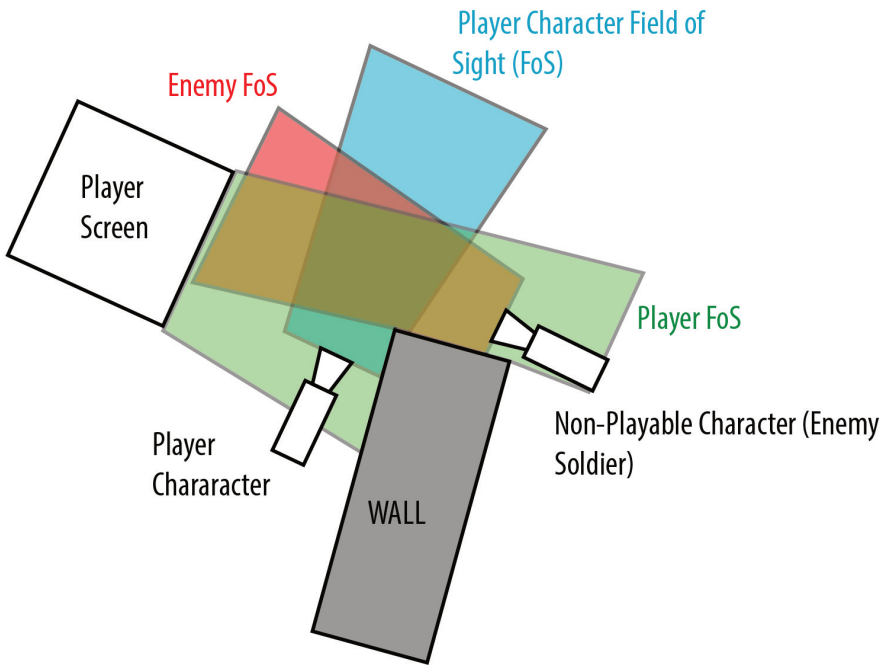 Player Character Field of
Sight (FoS)
Enemy FoS
Player
Screen
Player FoS
Non-Playable Character (Enemy
Soldier)
Player
Chararacter
WALL